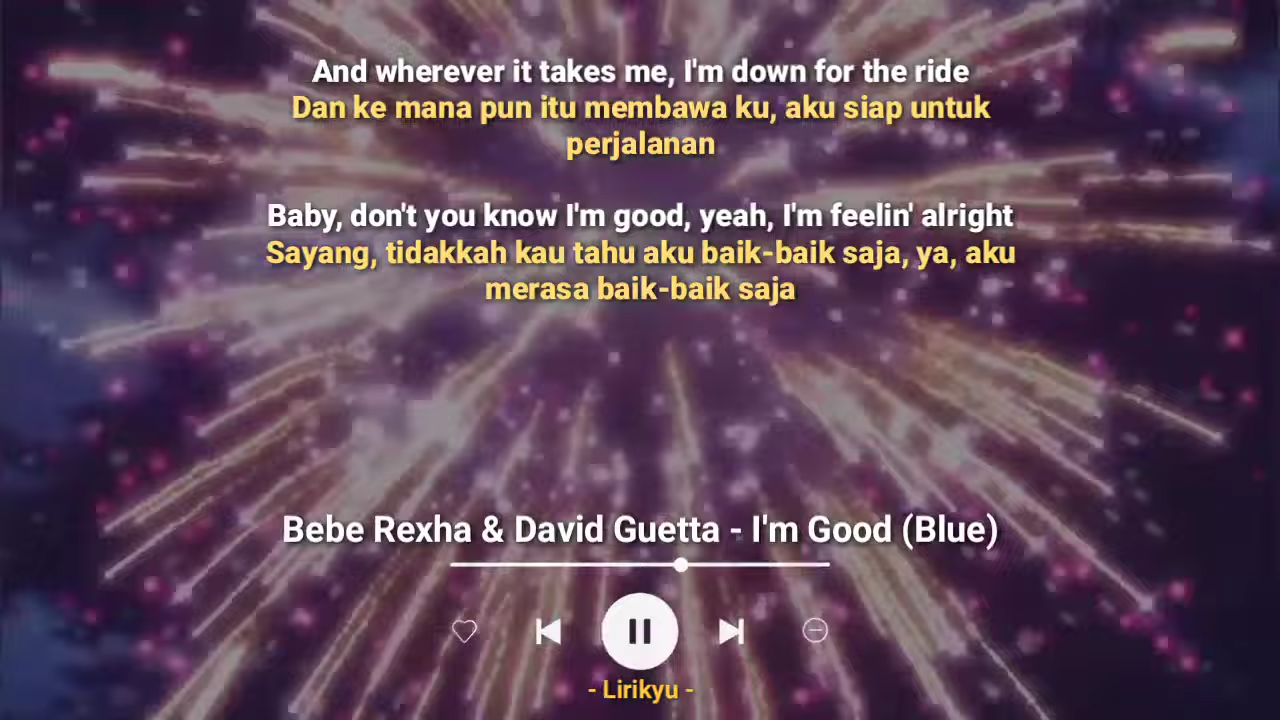 And wherever it takes me, I'm down for the ride
Dan ke mana pun itu membawa ku, aku siap untuk
perjalanan
Baby, don't you know I'm good, yeah, I'm feelin' alright
Sayang, tidakkah kau tahu aku baik-baik saja, ya, aku
merasa baik-baik saja
Bebe Rexha & David Guetta - I'm Good (Blue)
- Lirikyu -